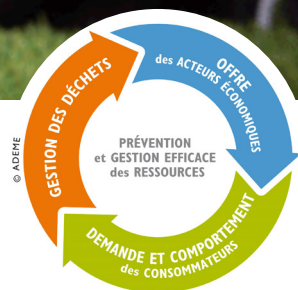 OFFRE
des ACTEURS ÉCONOMIQUES
GESTION DES DÉCHETS
© ADEME
PRÉVENTION
et GESTION EFFICACE
des RESSOURCES
DEMANDE ET COMPORTEMENT
des CONSOMMATEURS